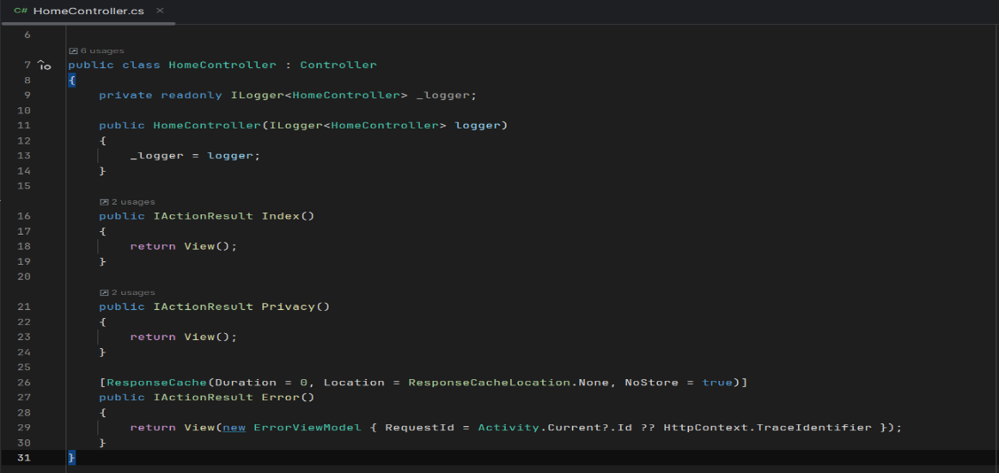 C# HomeController.cs ×
6
6 usages
7 public class HomeController : Controller
8 {
9 private readonly ILogger<HomeController> _logger;
10
11 public HomeController(ILogger<HomeController> logger)
12 {
13 _logger = logger;
14 }
15
2 usages
16 public IActionResult Index()
17 {
18 return View();
19 }
20
2 usages
21 public IActionResult Privacy()
22 {
23 return View();
24 }
25
26 [ResponseCache(Duration = 0, Location = ResponseCacheLocation.None, NoStore = true)]
27 public IActionResult Error()
28 {
29 return View(new ErrorViewModel { RequestId = Activity.Current?.Id ?? HttpContext.TraceIdentifier });
30 }
31 }